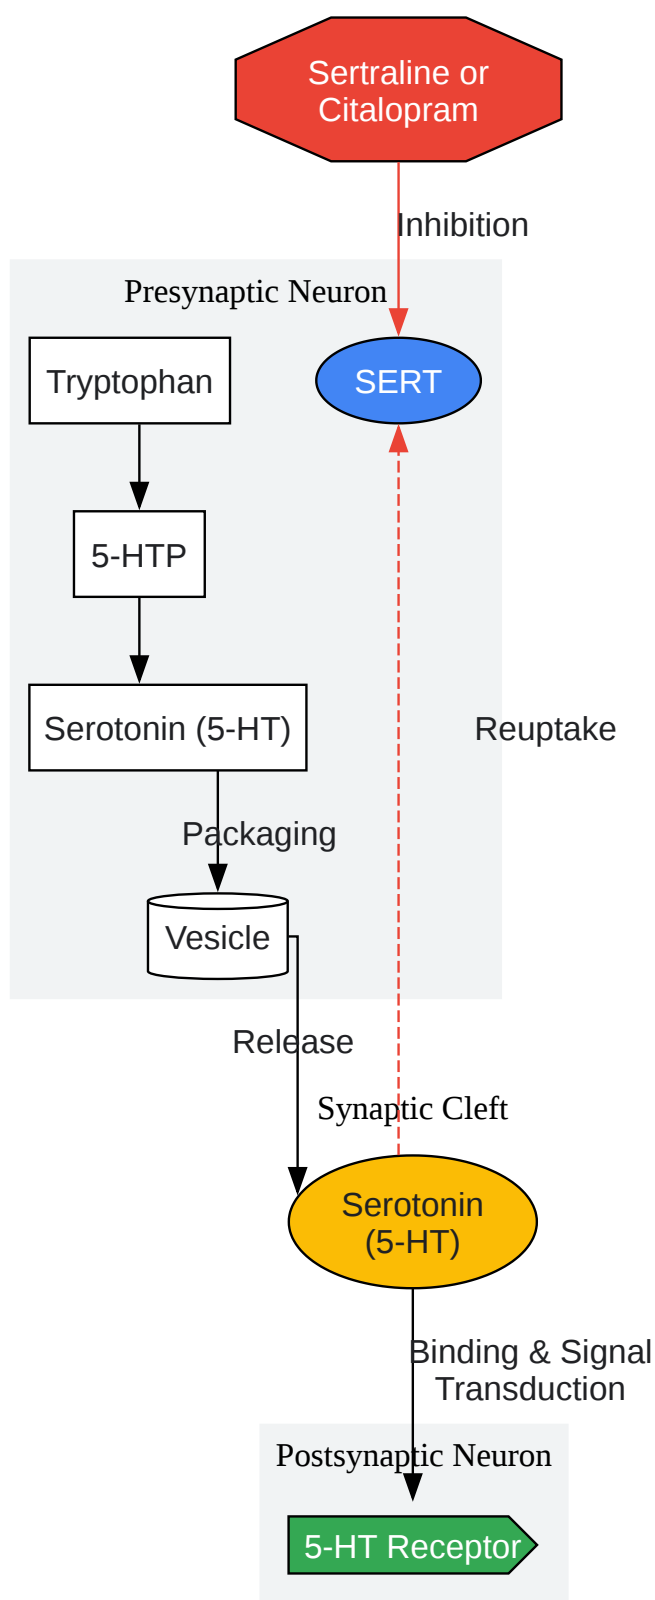 Sertraline or
Citalopram
Inhibition
Presynaptic Neuron
Tryptophan
SERT
5-HTP
Serotonin (5-HT)
Reuptake
Packaging
Vesicle
Release
Synaptic Cleft
Serotonin
(5-HT)
Binding & Signal
Transduction
Postsynaptic Neuron
5-HT Receptor